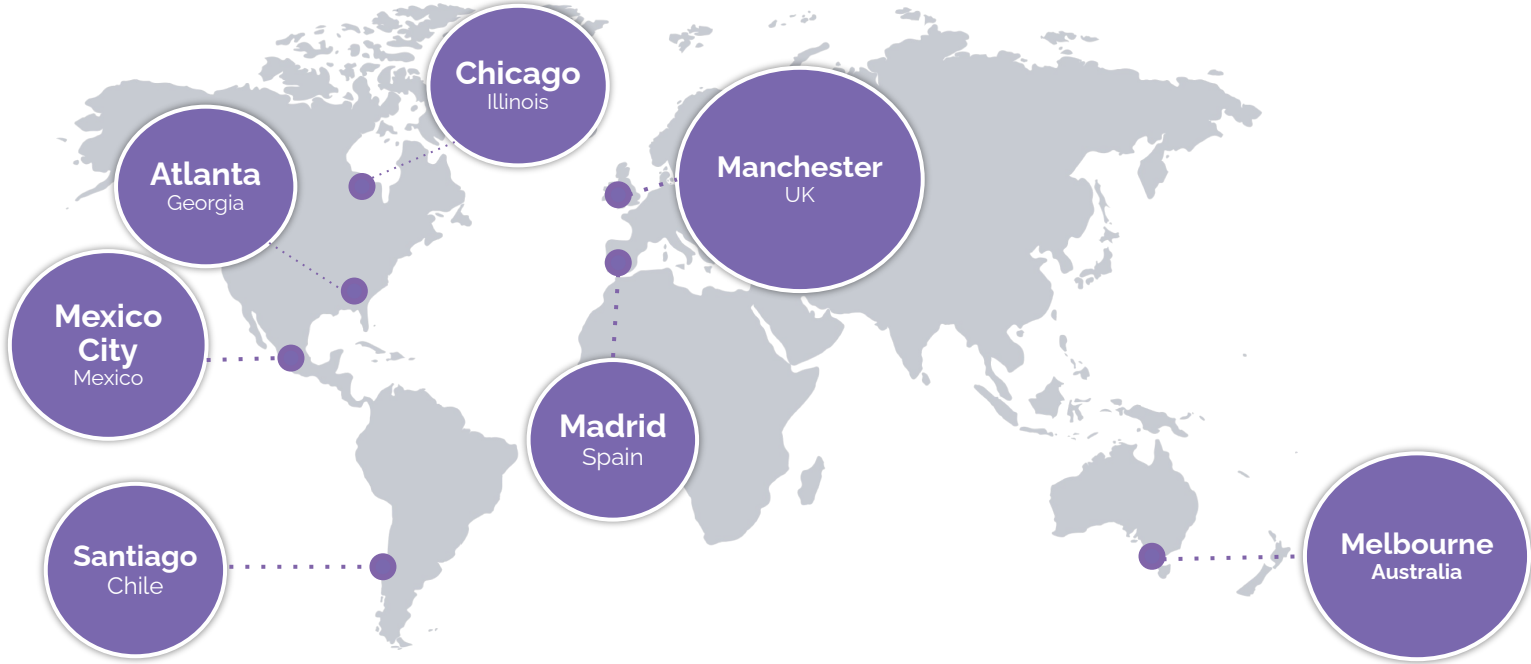 Chicago
Illinois
Atlanta
Georgia
Manchester
UK
Mexico
City
Mexico
Madrid
Spain
Santiago
Chile
Melbourne
Australia